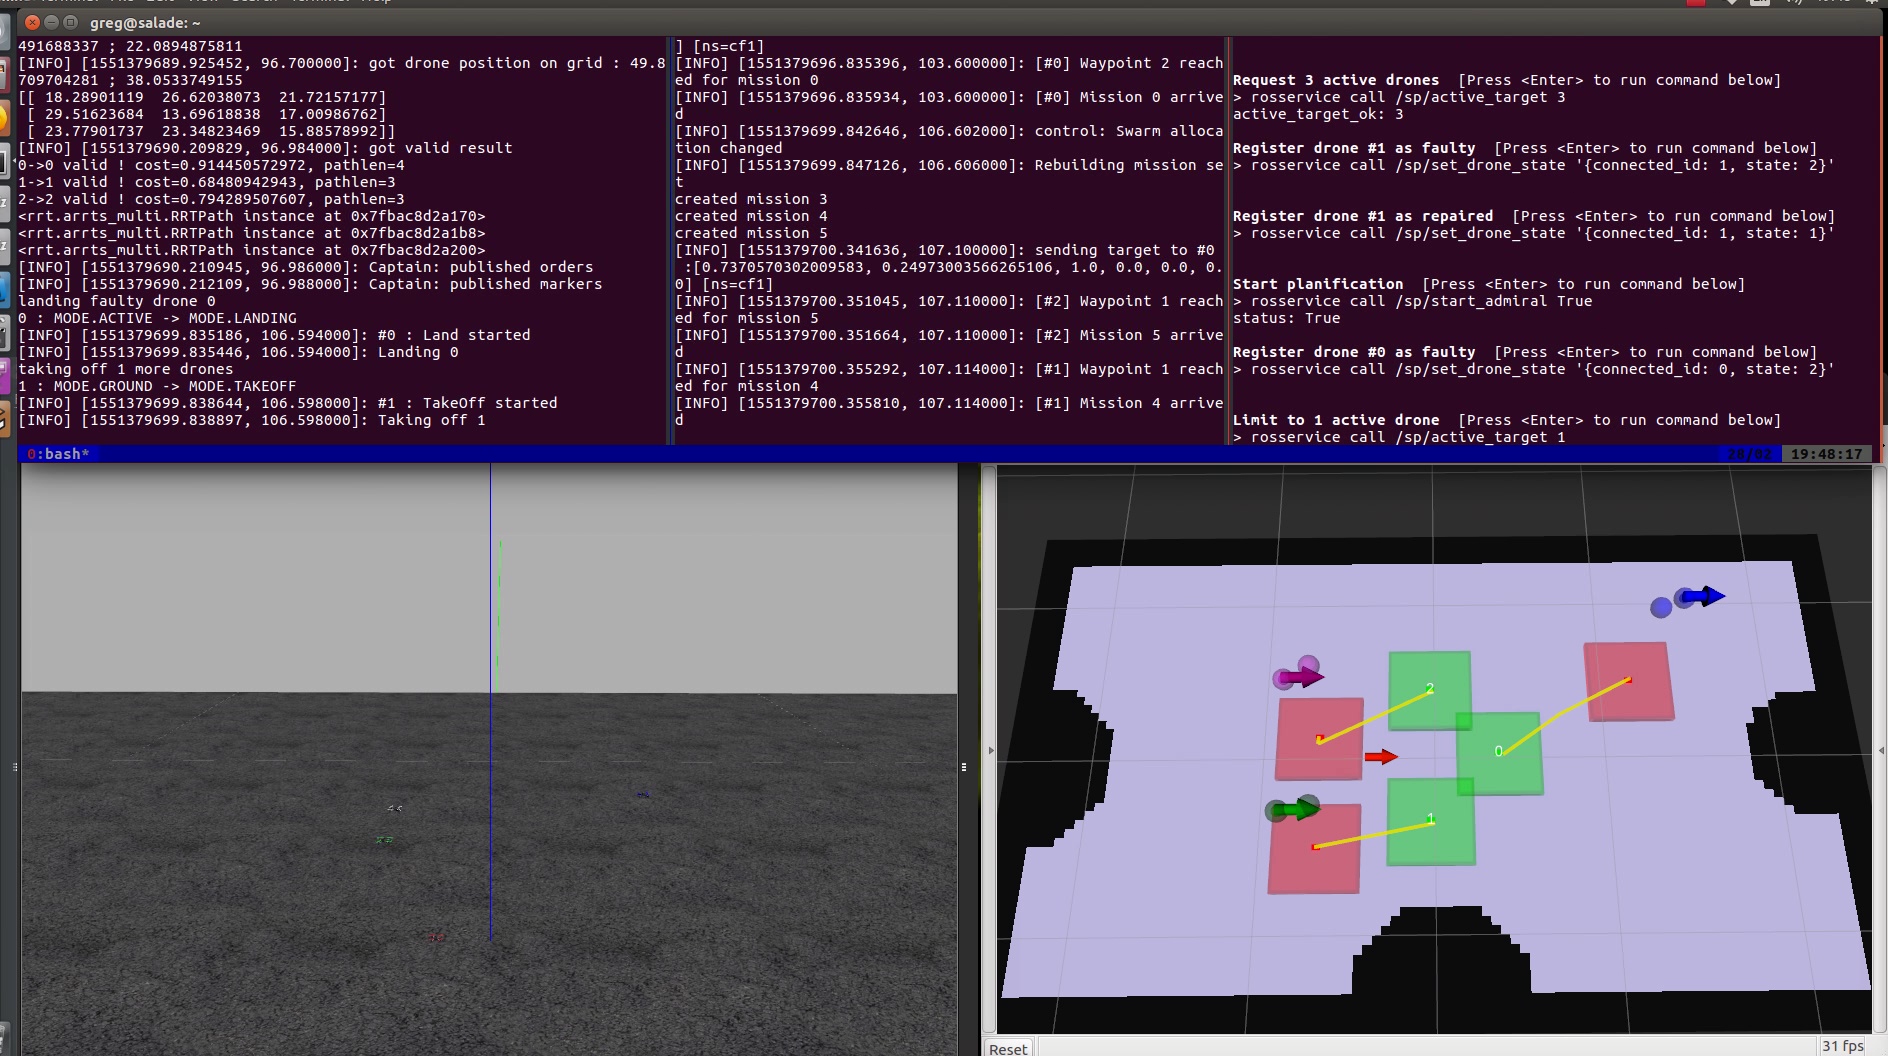 greg@salade: ~
491688337 ; 22.0894875811
[INFO] [1551379689.925452, 96.700000]: got drone position on grid : 49.8
709704281 ; 38.0533749155
[[ 18.28901119  26.62038073  21.72157177]
 [ 29.51623684  13.69618838  17.00986762]
 [ 23.77901737  23.34823469  15.88578992]]
[INFO] [1551379690.209829, 96.984000]: got valid result
0->0 valid ! cost=0.914450572972, pathlen=4
1->1 valid ! cost=0.68480942943, pathlen=3
2->2 valid ! cost=0.794289507607, pathlen=3
<rrt.arrts_multi.RRTPath instance at 0x7fbac8d2a170>
<rrt.arrts_multi.RRTPath instance at 0x7fbac8d2a1b8>
<rrt.arrts_multi.RRTPath instance at 0x7fbac8d2a200>
[INFO] [1551379690.210945, 96.986000]: Captain: published orders
[INFO] [1551379690.212109, 96.988000]: Captain: published markers
landing faulty drone 0
0 : MODE.ACTIVE -> MODE.LANDING
[INFO] [1551379699.835186, 106.594000]: #0 : Land started
[INFO] [1551379699.835446, 106.594000]: Landing 0
taking off 1 more drones
1 : MODE.GROUND -> MODE.TAKEOFF
[INFO] [1551379699.838644, 106.598000]: #1 : TakeOff started
[INFO] [1551379699.838897, 106.598000]: Taking off 1
] [ns=cf1]
[INFO] [1551379696.835396, 103.600000]: [#0] Waypoint 2 reach
ed for mission 0
[INFO] [1551379696.835934, 103.600000]: [#0] Mission 0 arrive
d
[INFO] [1551379699.842646, 106.602000]: control: Swarm alloca
tion changed
[INFO] [1551379699.847126, 106.606000]: Rebuilding mission se
t
created mission 3
created mission 4
created mission 5
[INFO] [1551379700.341636, 107.100000]: sending target to #0
 :[0.7370570302009583, 0.24973003566265106, 1.0, 0.0, 0.0, 0.
0] [ns=cf1]
[INFO] [1551379700.351045, 107.110000]: [#2] Waypoint 1 reach
ed for mission 5
[INFO] [1551379700.351664, 107.110000]: [#2] Mission 5 arrive
d
[INFO] [1551379700.355292, 107.114000]: [#1] Waypoint 1 reach
ed for mission 4
[INFO] [1551379700.355810, 107.114000]: [#1] Mission 4 arrive
d
Request 3 active drones  [Press <Enter> to run command below]
> rosservice call /sp/active_target 3
active_target_ok: 3
Register drone #1 as faulty  [Press <Enter> to run command below]
> rosservice call /sp/set_drone_state '{connected_id: 1, state: 2}'
Register drone #1 as repaired  [Press <Enter> to run command below]
> rosservice call /sp/set_drone_state '{connected_id: 1, state: 1}'
Start planification  [Press <Enter> to run command below]
> rosservice call /sp/start_admiral True
status: True
Register drone #0 as faulty  [Press <Enter> to run command below]
> rosservice call /sp/set_drone_state '{connected_id: 0, state: 2}'
Limit to 1 active drone  [Press <Enter> to run command below]
> rosservice call /sp/active_target 1
0:bash*
28/02 19:48:17
2
0
1
Reset
31 fps